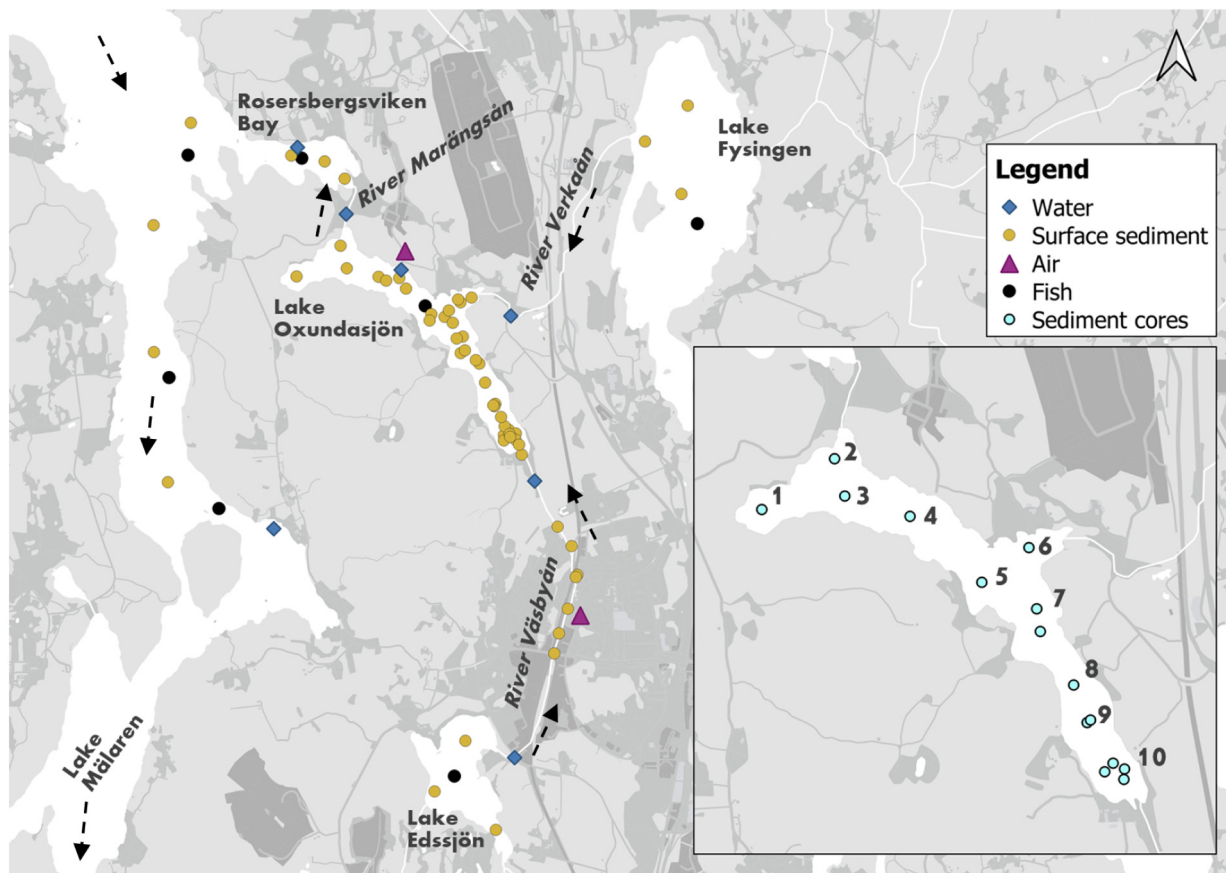 Rosersbergsviken
Bay
River Marängsån
River Verkaån
Lake
Fysingen
Legend
Water
Surface sediment
Air
Fish
Sediment cores
Lake
Oxundasjön
River Väsbyån
Lake
Mälaren
Lake
Edssjön
1
2
3
4
5
6
7
8
9
10